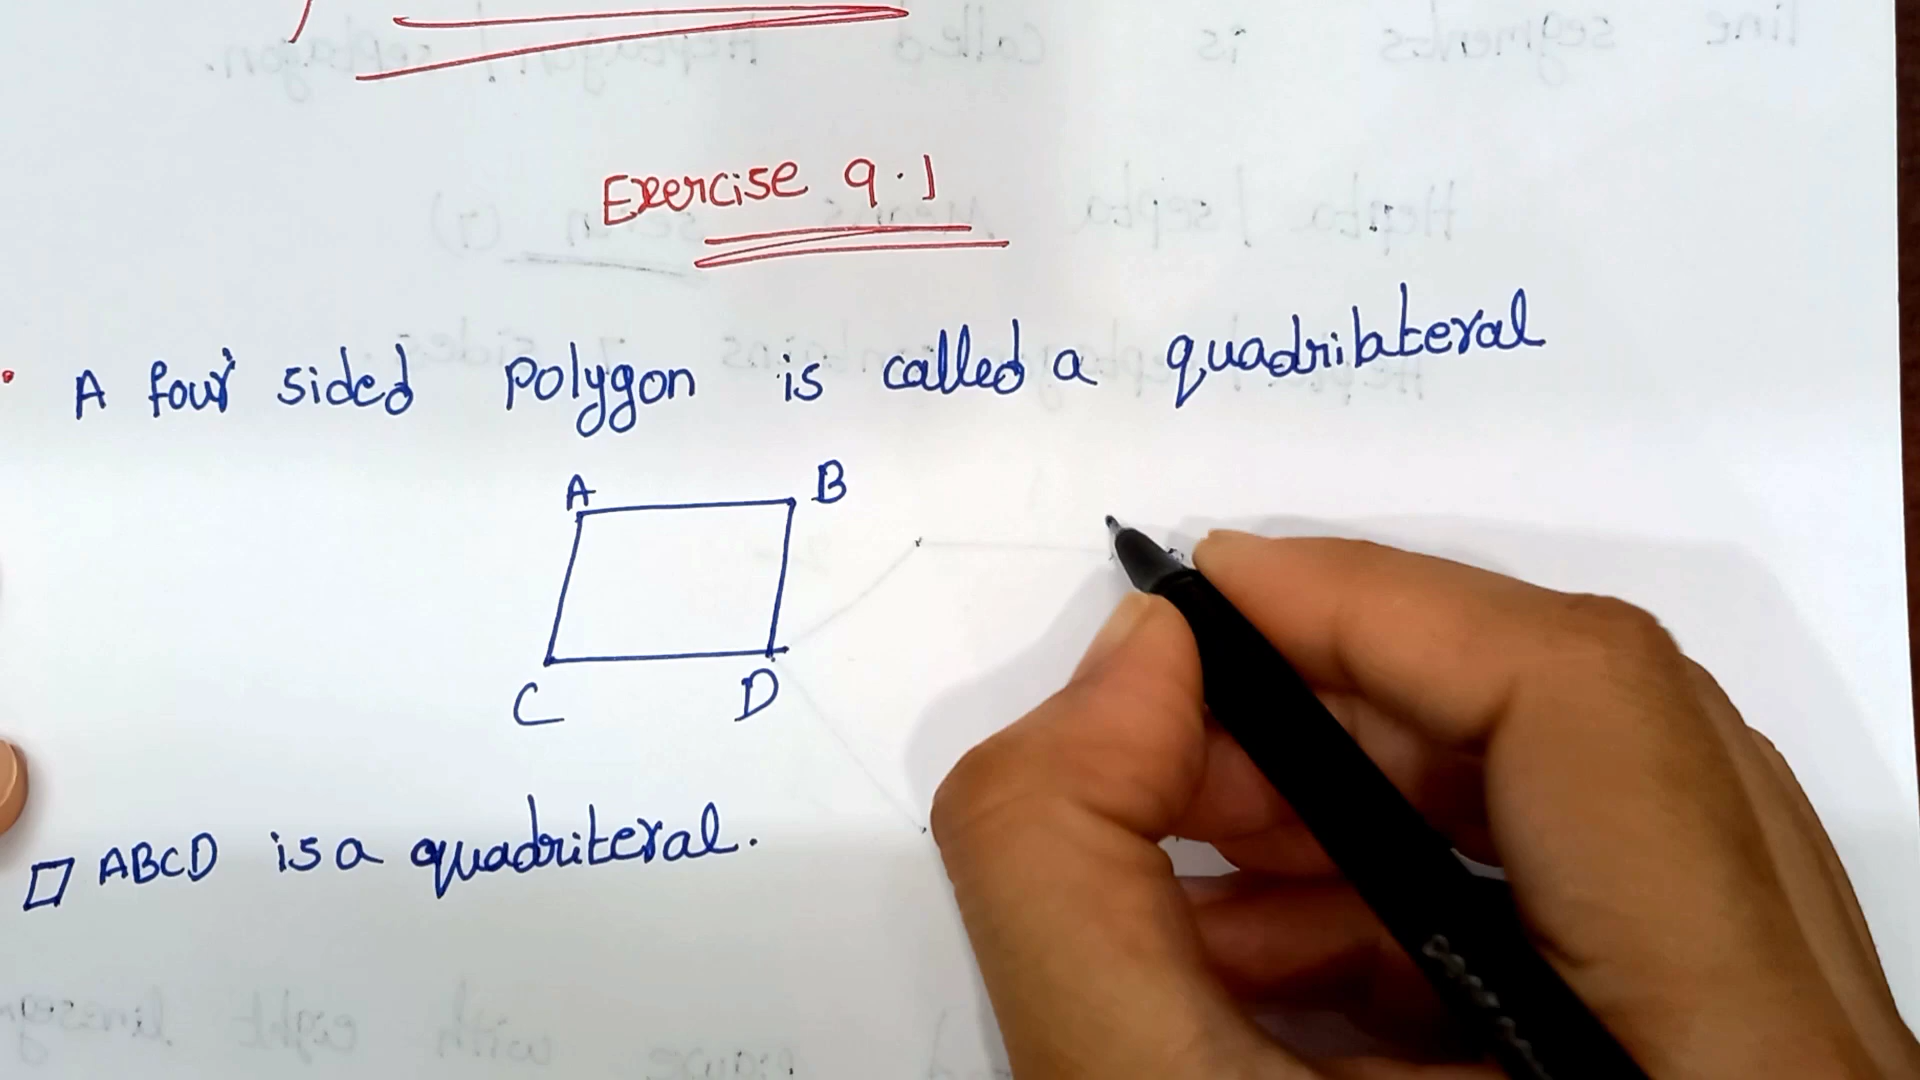 Exercise 9.1
A four sided polygon is called a quadrilateral
A B
C D
▱ ABCD is a quadriteral.